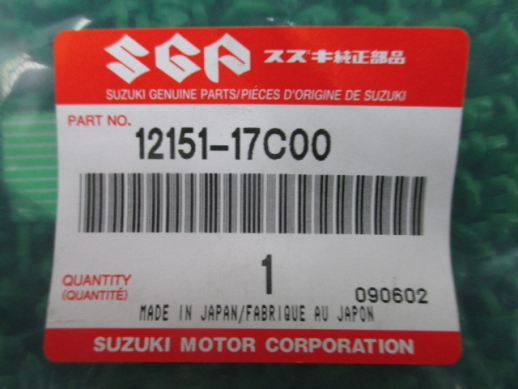 SGP スズキ純正部品
SUZUKI GENUINE PARTS/PIÈCES D'ORIGINE DE SUZUKI
PART NO. 12151-17C00
QUANTITY 1
(QUANTITÉ) 090602
MADE IN JAPAN/FABRIQUE AU JAPON
SUZUKI MOTOR CORPORATION